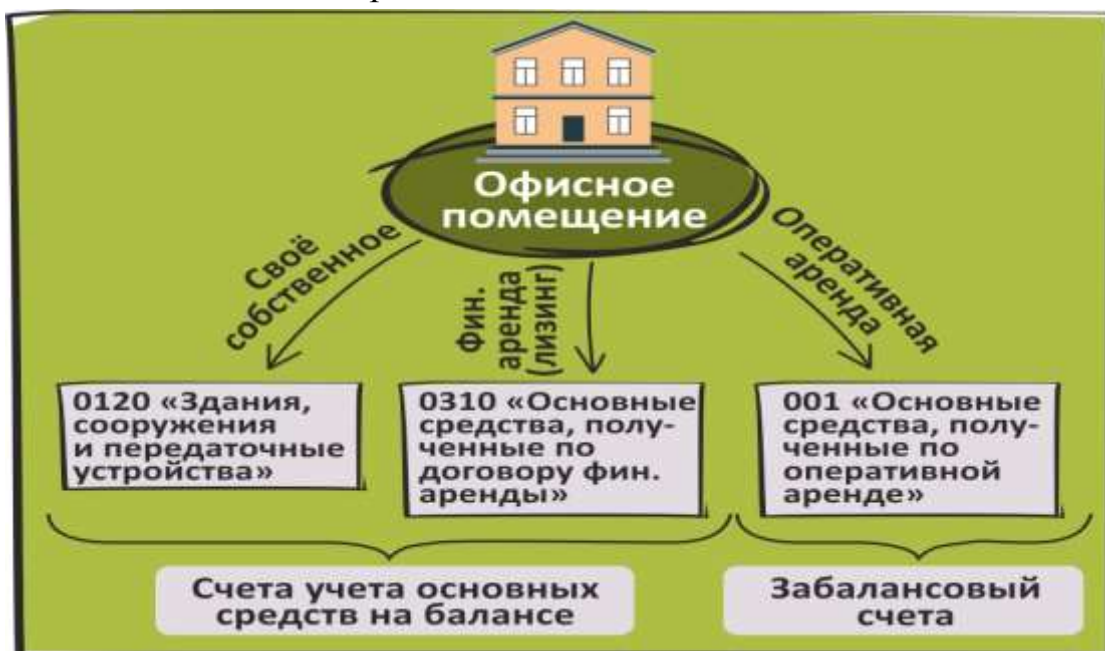 Офисное
помещение
Своё
собственное
Фин.
аренда
(лизинг)
Оперативная
аренда
0120 «Здания,
сооружения
и передаточные
устройства»
0310 «Основные
средства, полу-
ченные по
договору фин.
аренды»
001 «Основные
средства, полу-
ченные по
оперативной
аренде»
Счета учета основных
средств на балансе
Забалансовый
счета